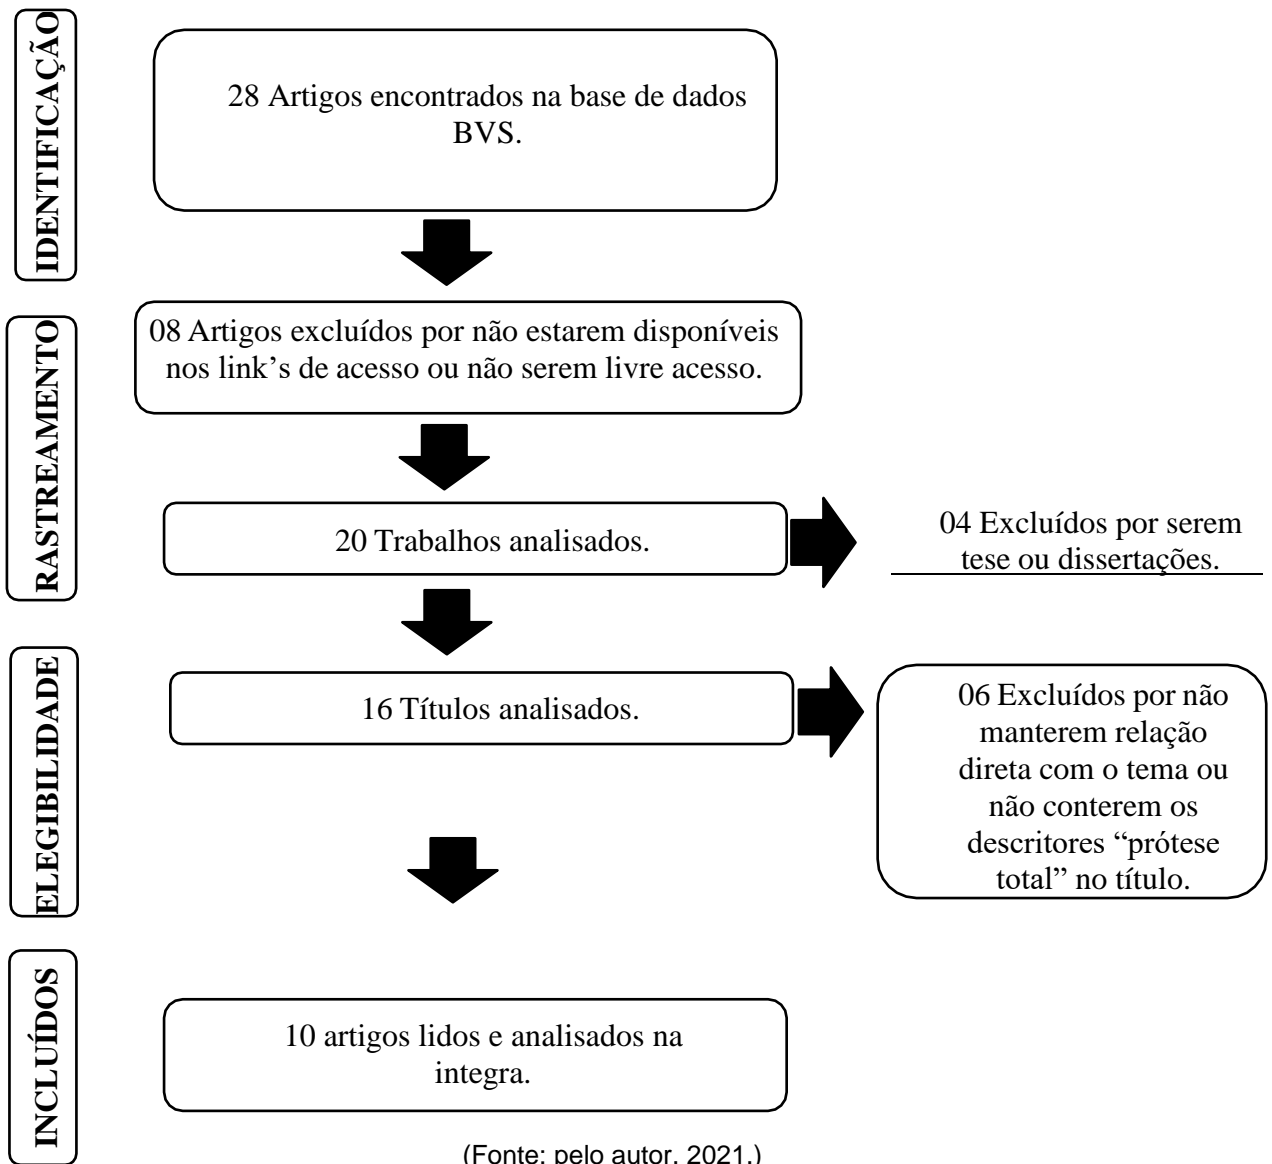 IDENTIFICAÇÃO
28 Artigos encontrados na base de dados
BVS.
RASTREAMENTO
08 Artigos excluídos por não estarem disponíveis
nos link’s de acesso ou não serem livre acesso.
20 Trabalhos analisados.
04 Excluídos por serem
tese ou dissertações.
ELEGIBILIDADE
16 Títulos analisados.
06 Excluídos por não
manterem relação
direta com o tema ou
não conterem os
descritores “prótese
total” no título.
INCLUÍDOS
10 artigos lidos e analisados na
integra.
(Fonte: pelo autor, 2021.)